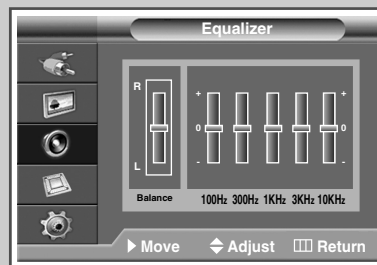 Equalizer
R
+ +
0 0
L
- -
Balance 100Hz 300Hz 1KHz 3KHz 10KHz
Move Adjust Return